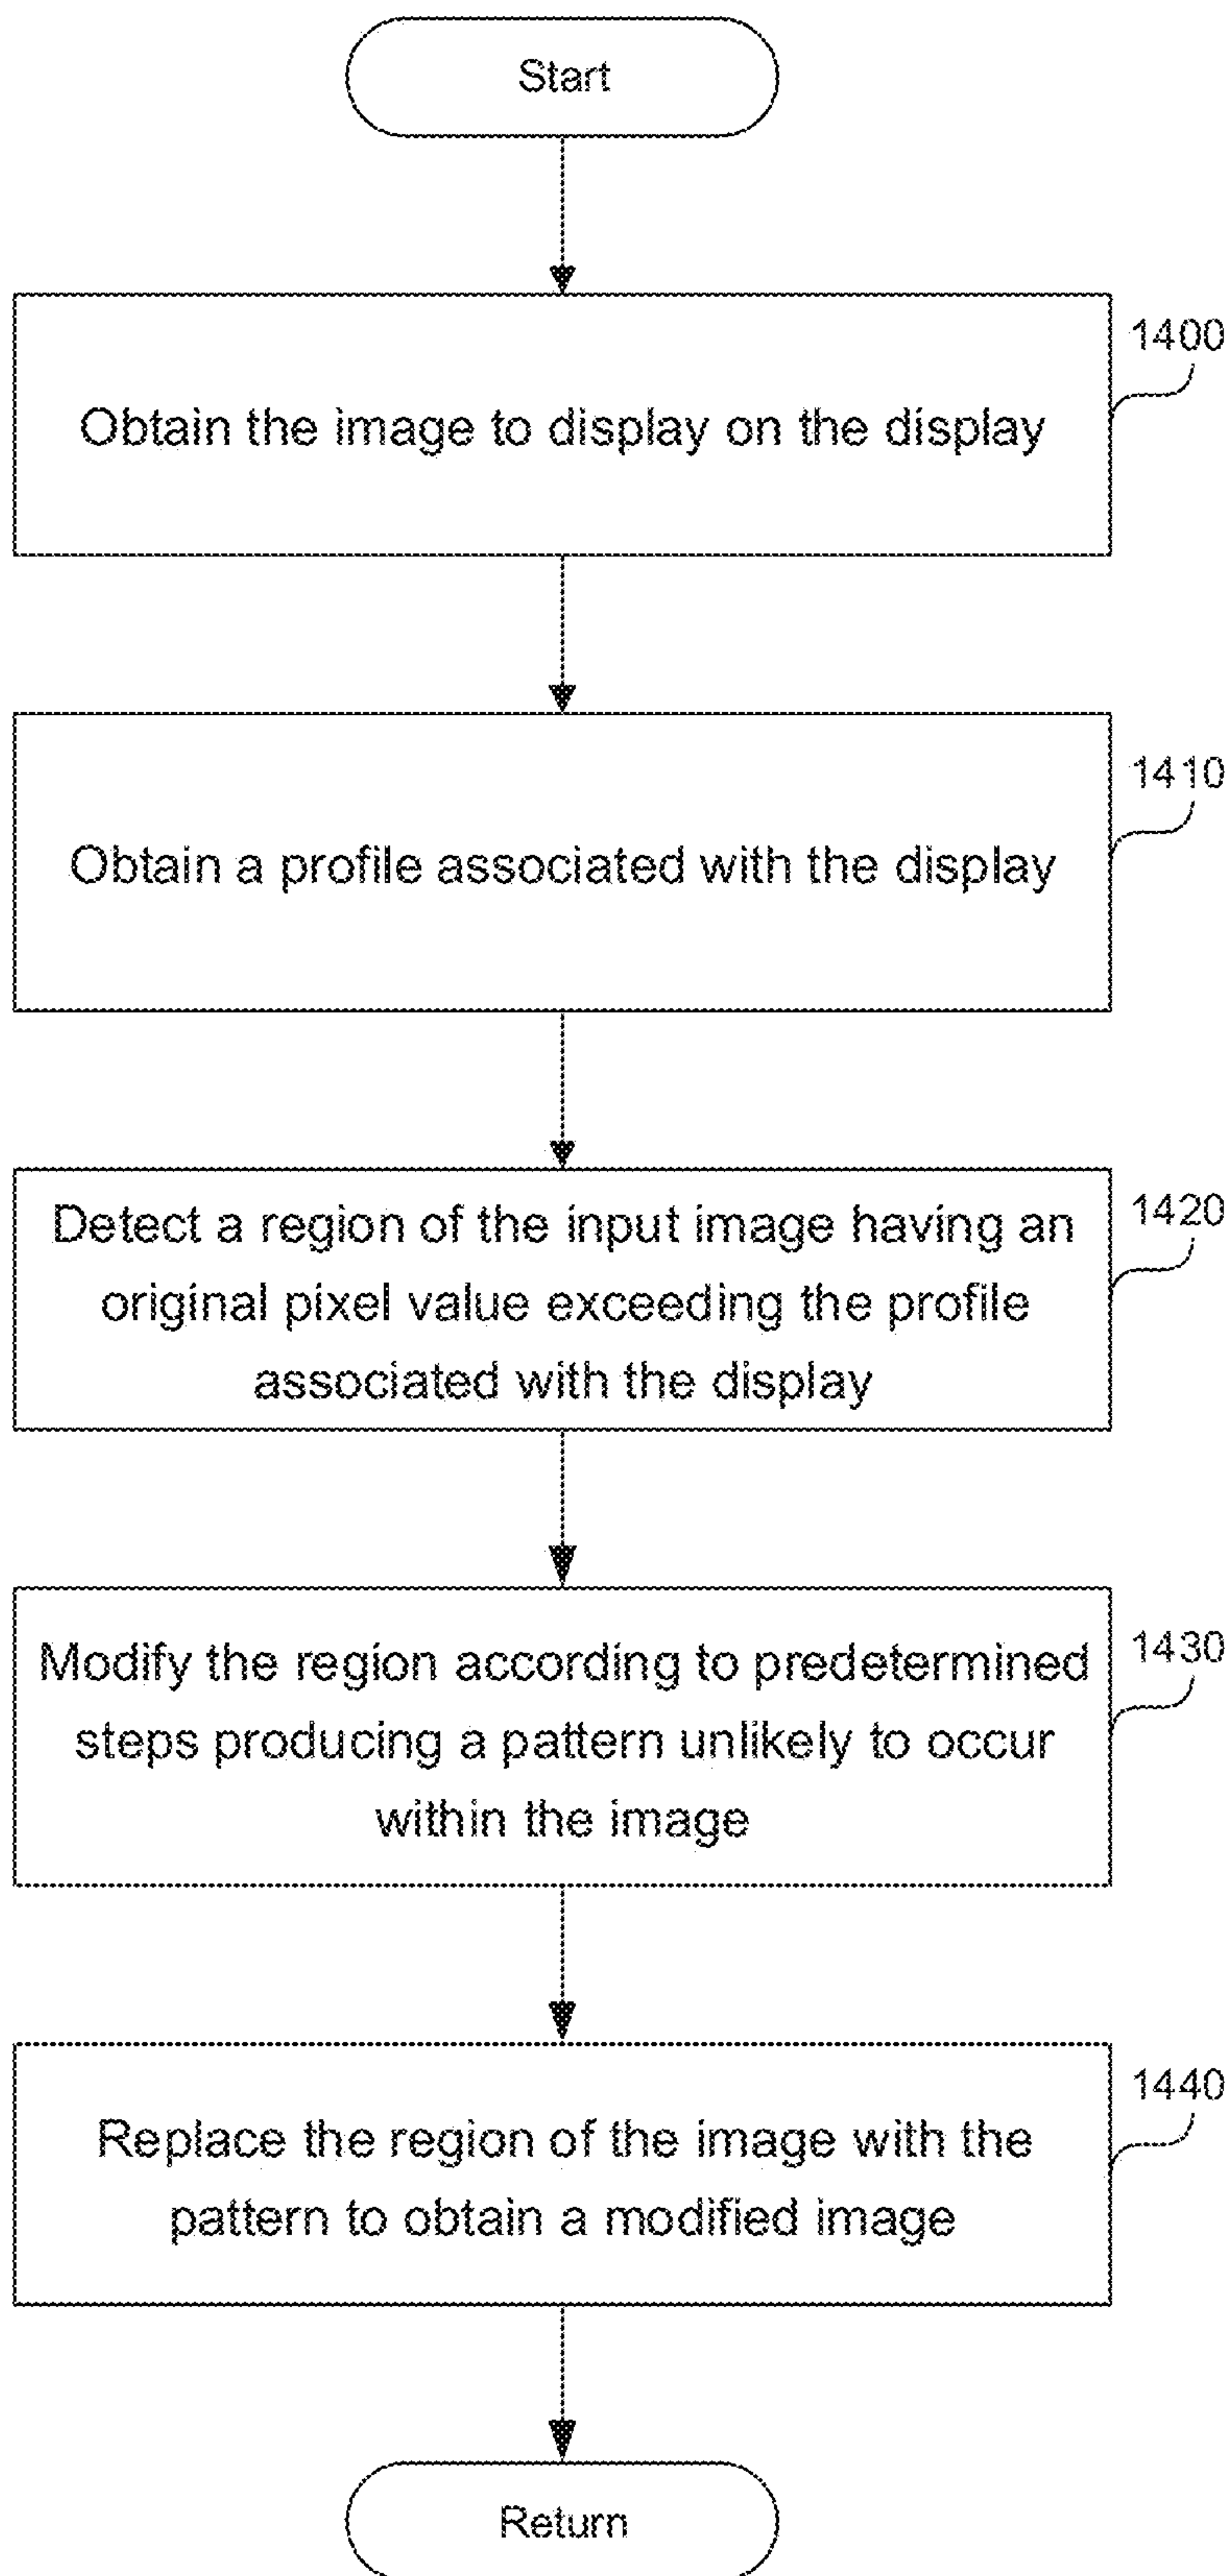 Start
1400
Obtain the image to display on the display
1410
Obtain a profile associated with the display
1420
Detect a region of the input image having an
original pixel value exceeding the profile
associated with the display
1430
Modify the region according to predetermined
steps producing a pattern unlikely to occur
within the image
1440
Replace the region of the image with the
pattern to obtain a modified image
Return